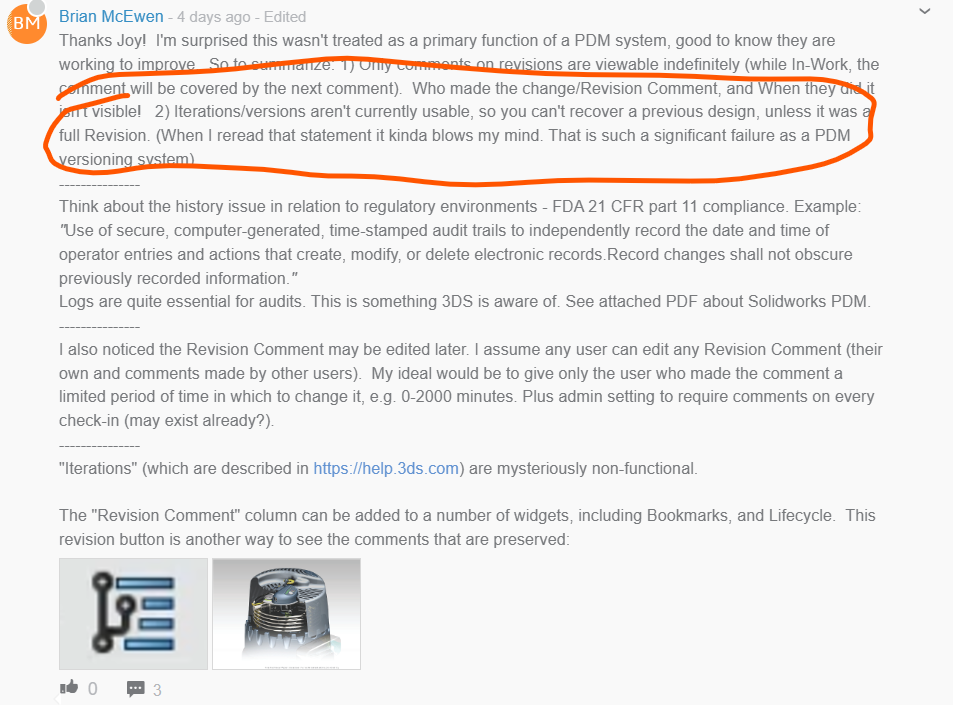 BM
Brian McEwen - 4 days ago - Edited
Thanks Joy!  I'm surprised this wasn't treated as a primary function of a PDM system, good to know they are
working to improve.  So to summarize: 1) Only comments on revisions are viewable indefinitely (while In-Work, the
comment will be covered by the next comment).  Who made the change/Revision Comment, and When they did it
isn't visible!   2) Iterations/versions aren't currently usable, so you can't recover a previous design, unless it was a
full Revision. (When I reread that statement it kinda blows my mind. That is such a significant failure as a PDM
versioning system)
---------------
Think about the history issue in relation to regulatory environments - FDA 21 CFR part 11 compliance. Example:
"Use of secure, computer-generated, time-stamped audit trails to independently record the date and time of
operator entries and actions that create, modify, or delete electronic records.Record changes shall not obscure
previously recorded information."
Logs are quite essential for audits. This is something 3DS is aware of. See attached PDF about Solidworks PDM.
---------------
I also noticed the Revision Comment may be edited later. I assume any user can edit any Revision Comment (their
own and comments made by other users).  My ideal would be to give only the user who made the comment a
limited period of time in which to change it, e.g. 0-2000 minutes. Plus admin setting to require comments on every
check-in (may exist already?).
---------------
"Iterations" (which are described in https://help.3ds.com) are mysteriously non-functional.
The "Revision Comment" column can be added to a number of widgets, including Bookmarks, and Lifecycle.  This
revision button is another way to see the comments that are preserved:
0 3